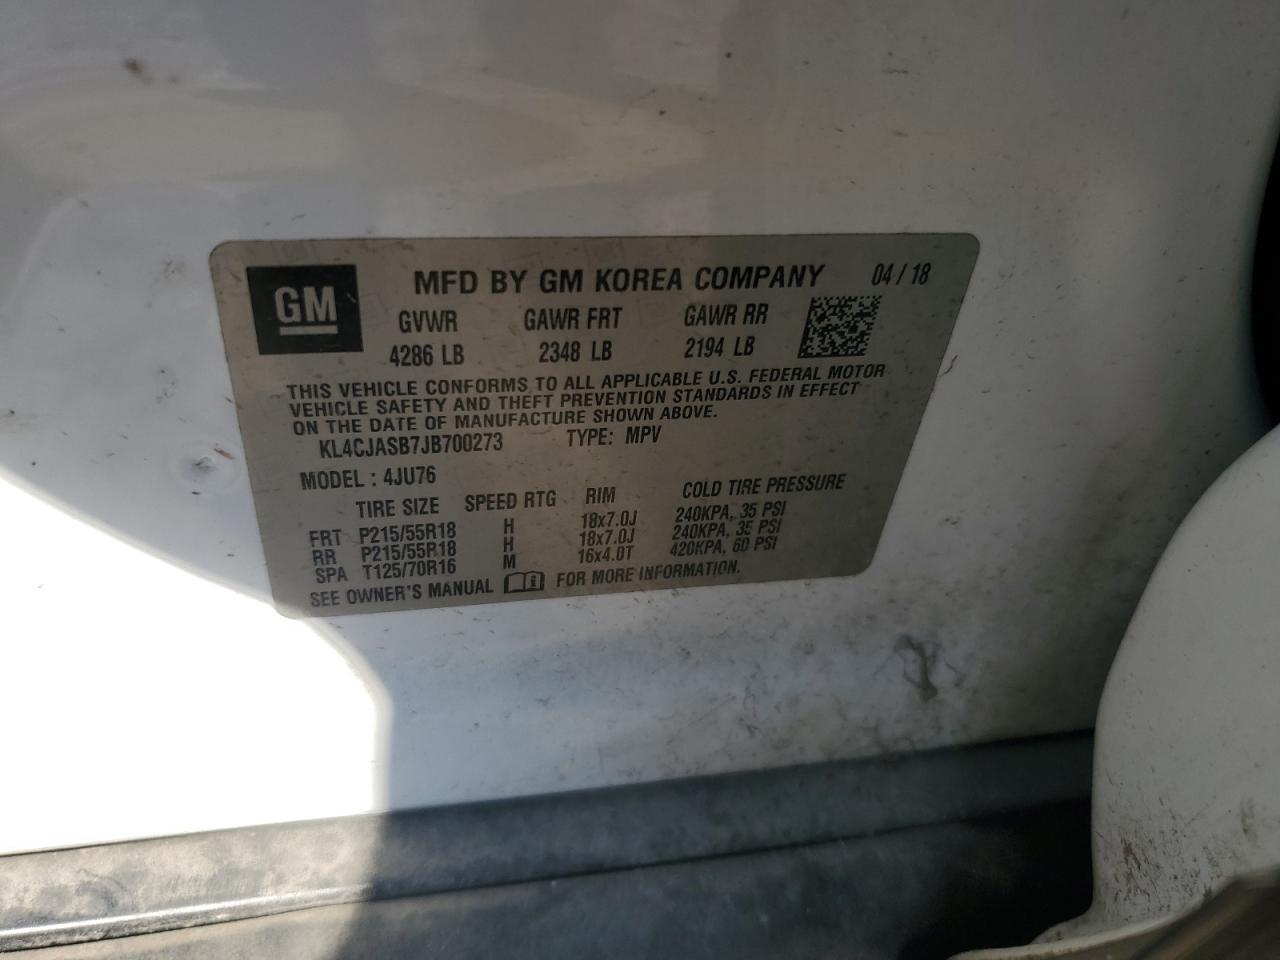 GM
MFD BY GM KOREA COMPANY 04 / 18
GVWR GAWR FRT GAWR RR
4286 LB 2348 LB 2194 LB
THIS VEHICLE CONFORMS TO ALL APPLICABLE U.S. FEDERAL MOTOR
VEHICLE SAFETY AND THEFT PREVENTION STANDARDS IN EFFECT
ON THE DATE OF MANUFACTURE SHOWN ABOVE.
KL4CJASB7JB700273 TYPE: MPV
MODEL : 4JU76
TIRE SIZE SPEED RTG RIM COLD TIRE PRESSURE
FRT P215/55R18 H 18x7.0J 240KPA, 35 PSI
RR P215/55R18 H 18x7.0J 240KPA, 35 PSI
SPA T125/70R16 M 16x4.0T 420KPA, 60 PSI
SEE OWNER'S MANUAL FOR MORE INFORMATION.